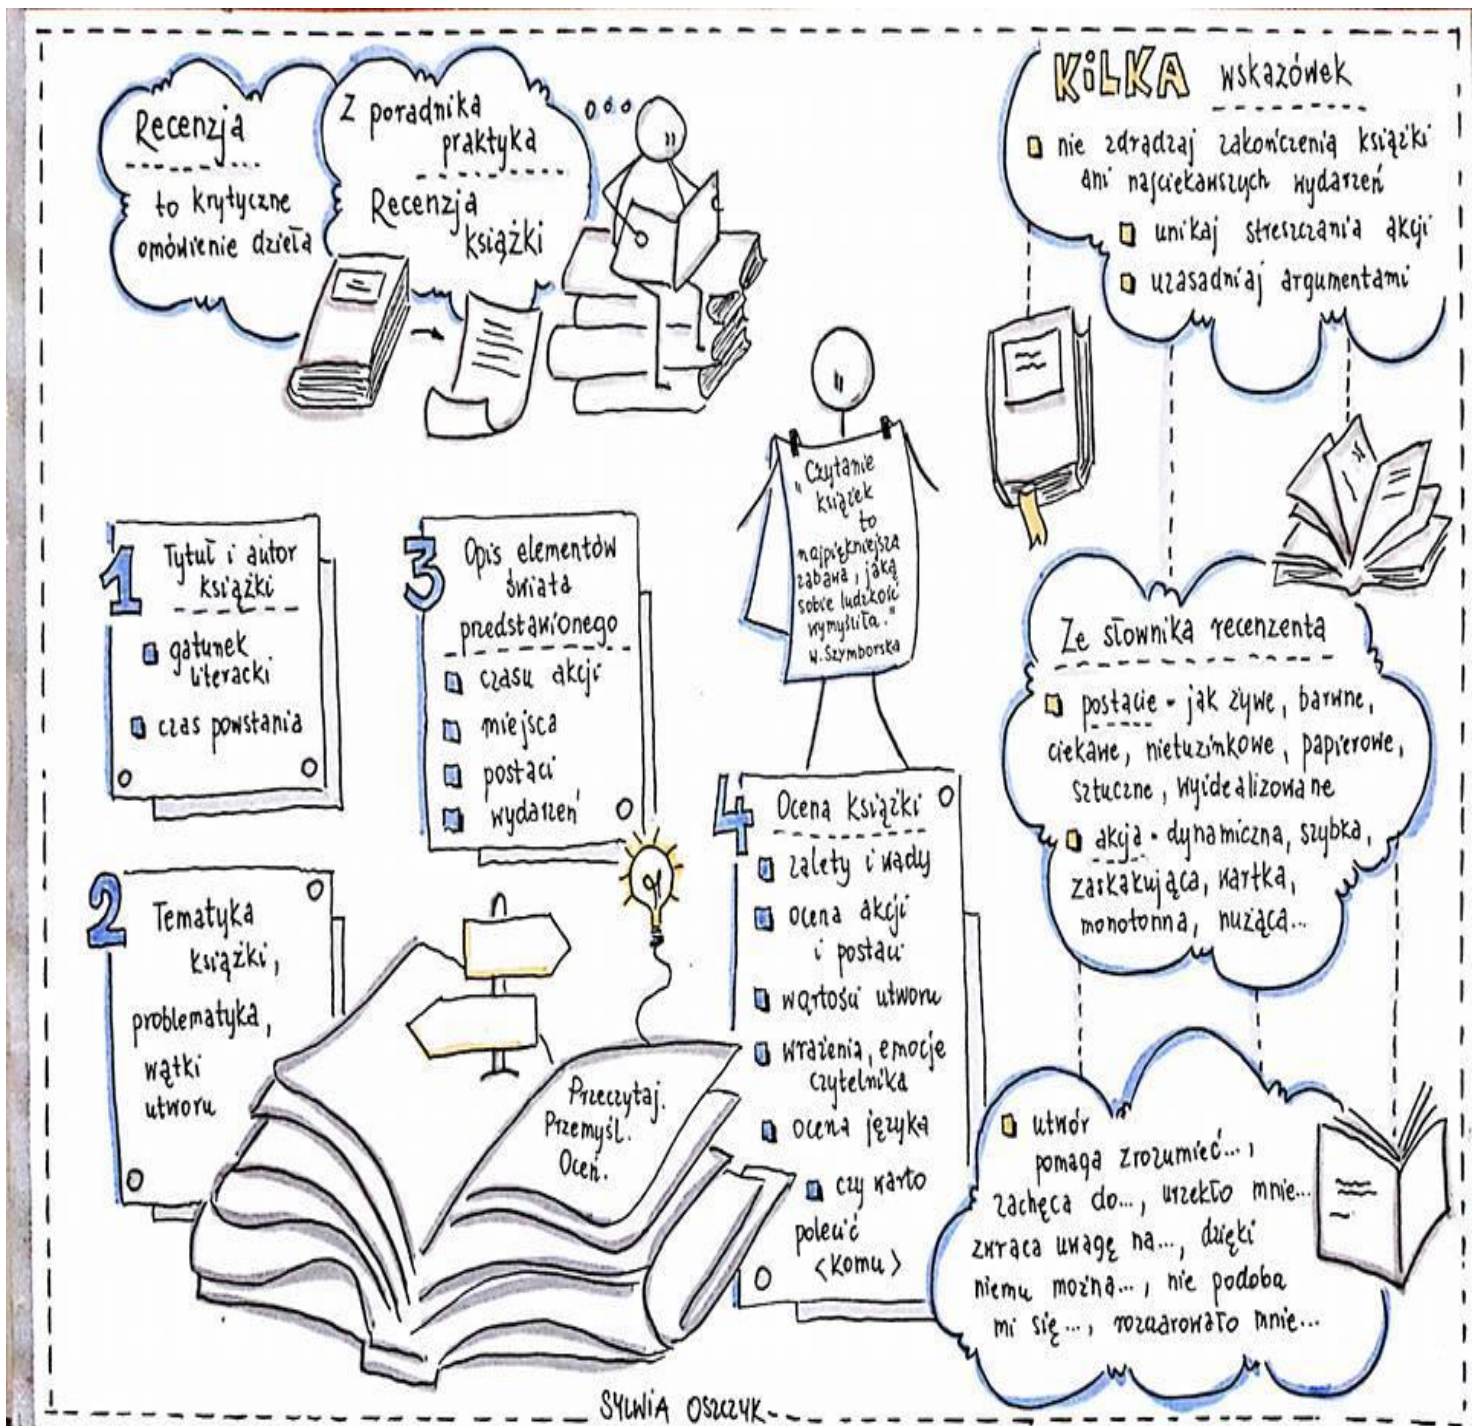 Recenzja
to krytyczne
omówienie dzieła
Z poradnika
praktyka
Recenzja
książki
KiLKA wskazówek
nie zdradzaj zakończenia książki
ani najciekawszych wydarzeń
unikaj streszczania akcji
uzasadniaj argumentami
1 Tytuł i autor
książki
gatunek
literacki
czas powstania
2 Tematyka
książki,
problematyka,
wątki
utworu
3 Opis elementów
świata
przedstawionego
czasu akcji
miejsca
postaci
wydarzeń
"Czytanie
książek
to
najpiękniejsza
zabawa, jaką
sobie ludzkość
wymyśliła."
W. Szymborska
4 Ocena książki
zalety i wady
ocena akcji
i postaci
wartości utworu
wrażenia, emocje
czytelnika
ocena języka
czy warto
polecić
<komu>
Przeczytaj.
Przemyśl.
Oceń.
Ze słownika recenzenta
postacie - jak żywe, barwne,
ciekawe, nietuzinkowe, papierowe,
sztuczne, wyidealizowane
akcja - dynamiczna, szybka,
zaskakująca, wartka,
monotonna, nużąca...
utwór
pomaga zrozumieć...,
zachęca do..., urzekło mnie...
zwraca uwagę na..., dzięki
niemu można..., nie podoba
mi się..., rozczarowało mnie...
SYLWIA OSZCZYK